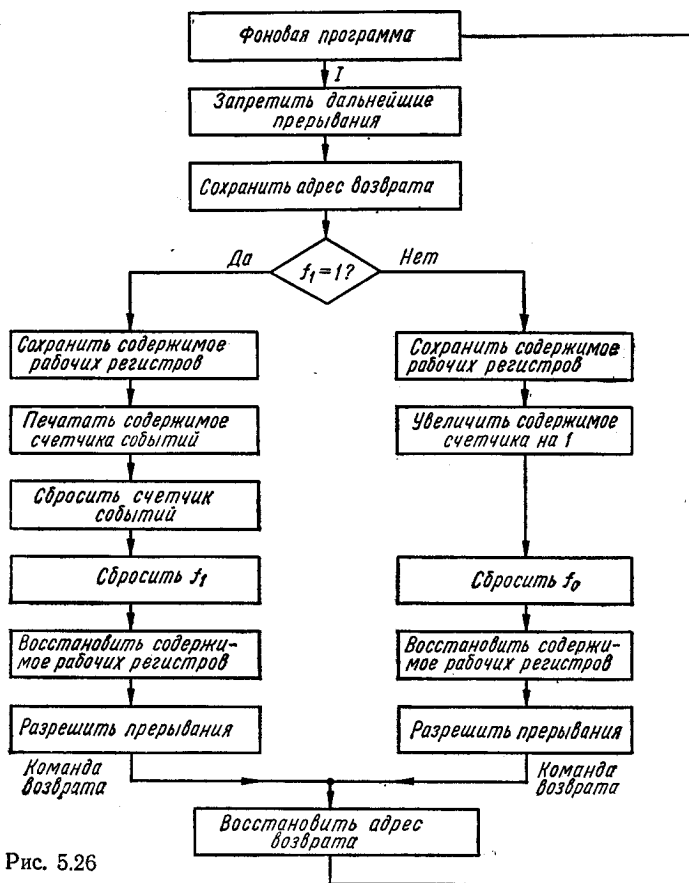 Фоновая программа
I
Запретить дальнейшие
прерывания
Сохранить адрес возврата
Да
f₁=1?
Нет
Сохранить содержимое
рабочих регистров
Сохранить содержимое
рабочих регистров
Печатать содержимое
счетчика событий
Увеличить содержимое
счетчика на 1
Сбросить счетчик
событий
Сбросить f₁
Сбросить f₀
Восстановить содержи-
мое рабочих регистров
Восстановить содержи-
мое рабочих регистров
Разрешить прерывания
Разрешить прерывания
Команда
возврата
Команда
возврата
Восстановить адрес
возврата
Рис. 5.26